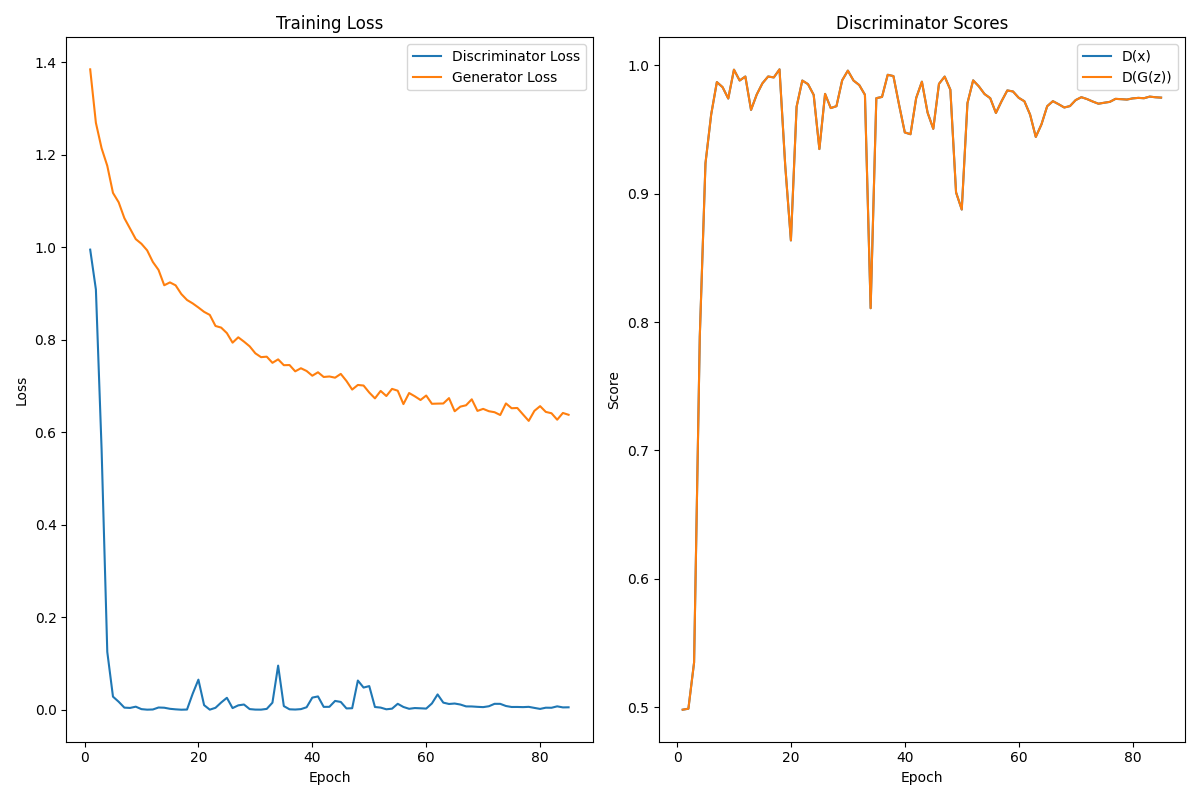 Training Loss
Discriminator Loss
Generator Loss
1.4
1.2
1.0
0.8
0.6
0.4
0.2
0.0
Loss
0
20
40
60
80
Epoch
Discriminator Scores
D(x)
D(G(z))
1.0
0.9
0.8
0.7
0.6
0.5
Score
0
20
40
60
80
Epoch